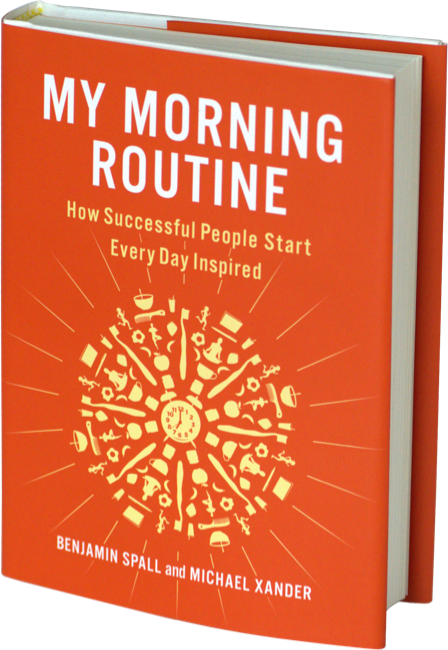 MY MORNING
ROUTINE
How Successful People Start
Every Day Inspired
BENJAMIN SPALL and MICHAEL XANDER